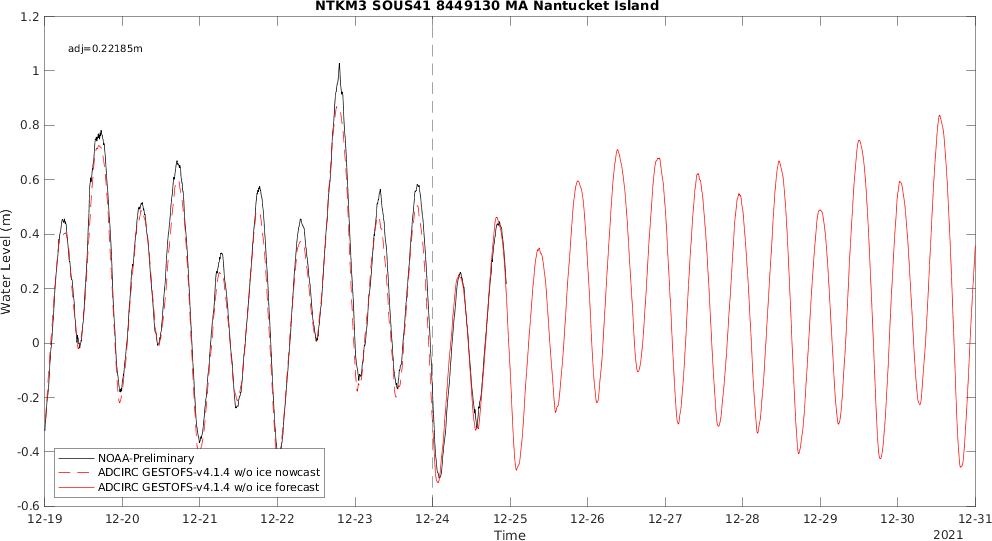 NTKM3 SOUS41 8449130 MA Nantucket Island
1.2
adj=0.22185m
1
0.8
0.6
0.4
0.2
0
-0.2
-0.4
-0.6
Water Level (m)
NOAA-Preliminary
ADCIRC GESTOFS-v4.1.4 w/o ice nowcast
ADCIRC GESTOFS-v4.1.4 w/o ice forecast
12-19 12-20 12-21 12-22 12-23 12-24 12-25 12-26 12-27 12-28 12-29 12-30 12-31
Time
2021